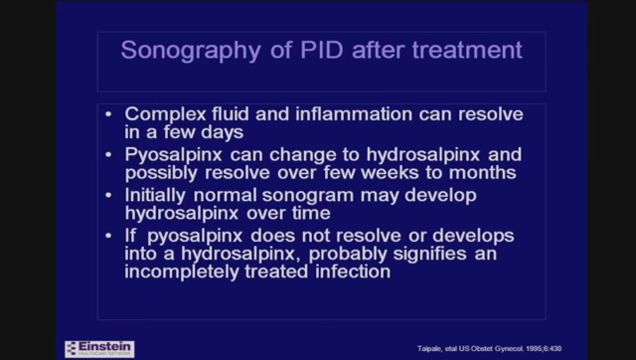 Sonography of PID after treatment
• Complex fluid and inflammation can resolve
in a few days
• Pyosalpinx can change to hydrosalpinx and
possibly resolve over few weeks to months
• Initially normal sonogram may develop
hydrosalpinx over time
• If pyosalpinx does not resolve or develops
into a hydrosalpinx, probably signifies an
incompletely treated infection
Einstein
HEALTHCARE NETWORK
Taipale, etal US Obstet Gynecol. 1995;6:430